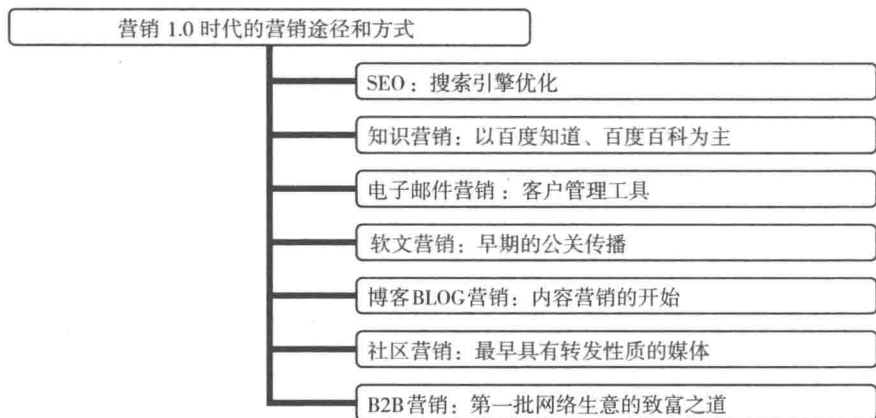 营销 1.0 时代的营销途径和方式
SEO：搜索引擎优化
知识营销：以百度知道、百度百科为主
电子邮件营销：客户管理工具
软文营销：早期的公关传播
博客BLOG营销：内容营销的开始
社区营销：最早具有转发性质的媒体
B2B营销：第一批网络生意的致富之道